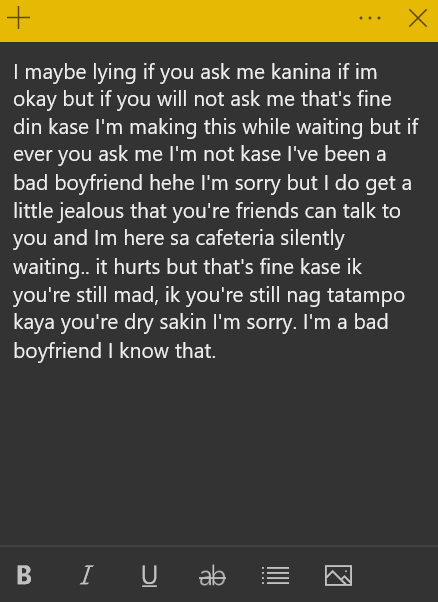 I maybe lying if you ask me kanina if im
okay but if you will not ask me that's fine
din kase I'm making this while waiting but if
ever you ask me I'm not kase I've been a
bad boyfriend hehe I'm sorry but I do get a
little jealous that you're friends can talk to
you and Im here sa cafeteria silently
waiting.. it hurts but that's fine kase ik
you're still mad, ik you're still nag tatampo
kaya you're dry sakin I'm sorry. I'm a bad
boyfriend I know that.
B I U ab